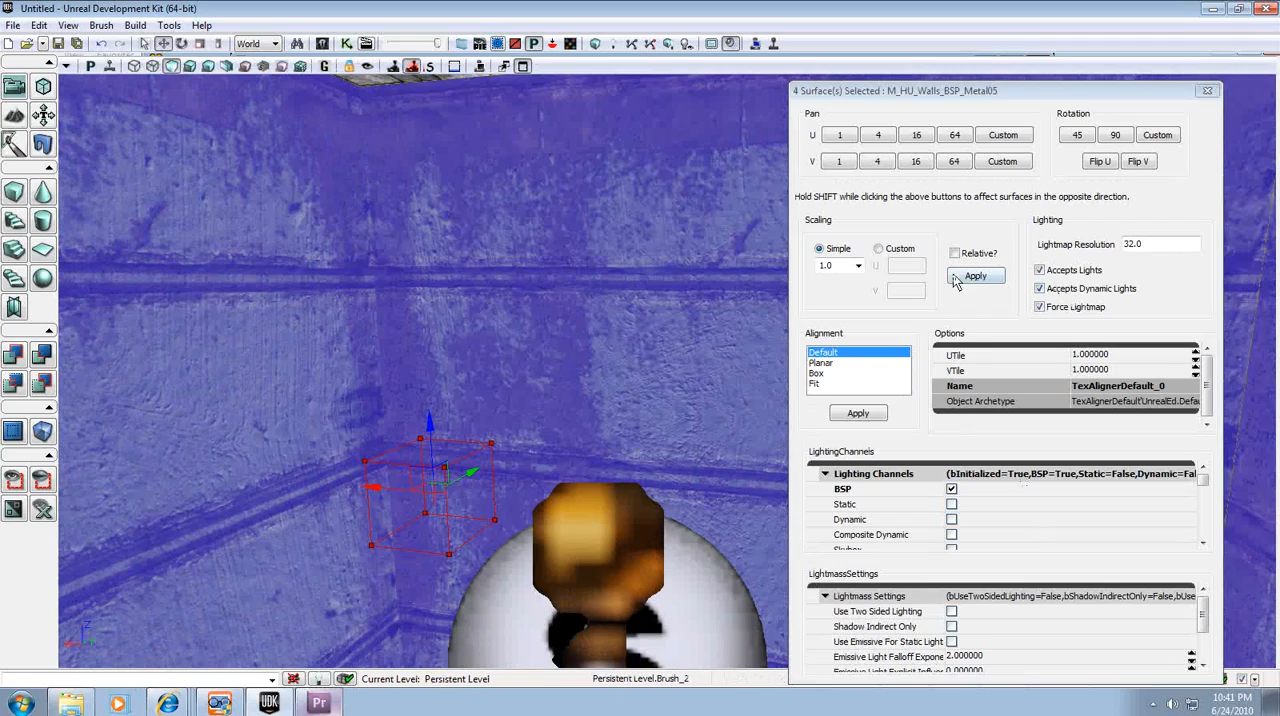 Untitled - Unreal Development Kit (64-bit)
File Edit View Brush Build Tools Help
World
4 Surface(s) Selected : M_HU_Walls_BSP_Metal05
Pan
Rotation
U 1 4 16 64 Custom
45 90 Custom
V 1 4 16 64 Custom
Flip U Flip V
Hold SHIFT while clicking the above buttons to affect surfaces in the opposite direction.
Scaling
Lighting
Simple Custom Relative?
Lightmap Resolution 32.0
1.0 U Apply
Accepts Lights
V
Accepts Dynamic Lights
Force Lightmap
Alignment
Options
Default
Planar
Box
Fit
Apply
UTile 1.000000
VTile 1.000000
Name TexAlignerDefault_0
Object Archetype TexAlignerDefault'UnrealEd.Defau
LightingChannels
Lighting Channels (bInitialized=True,BSP=True,Static=False,Dynamic=Fal
BSP
Static
Dynamic
Composite Dynamic
LightmassSettings
Lightmass Settings (bUseTwoSidedLighting=False,bShadowIndirectOnly=False,bUse
Use Two Sided Lighting
Shadow Indirect Only
Use Emissive For Static Light
Emissive Light Falloff Expone 2.000000
Current Level: Persistent Level
Persistent Level.Brush_2
UDK
Pr
10:41 PM
6/24/2010